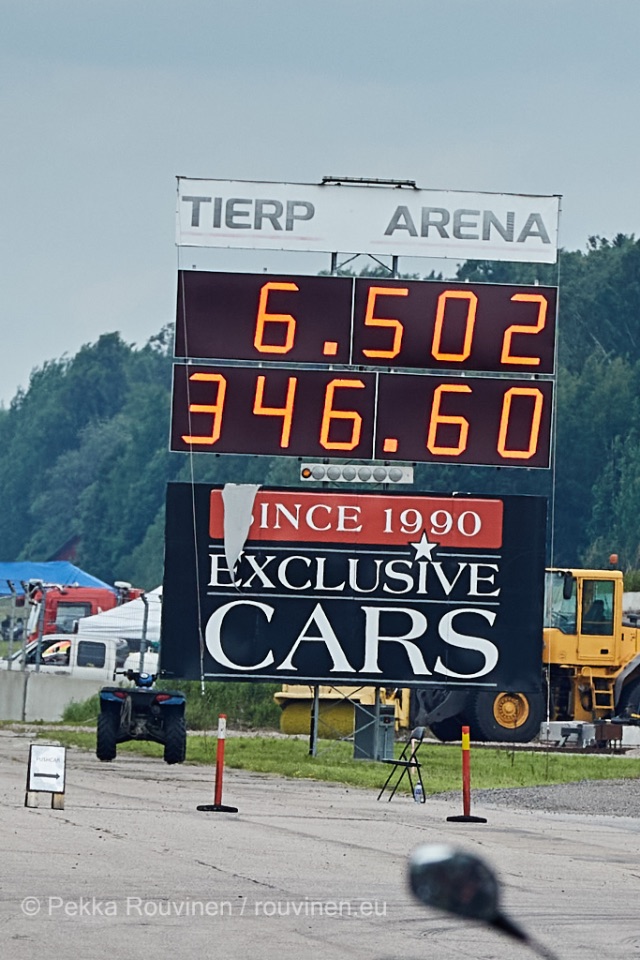 TIERP ARENA
6.502
346.60
SINCE 1990
EXCLUSIVE
CARS
© Pekka Rouvinen / rouvinen.eu